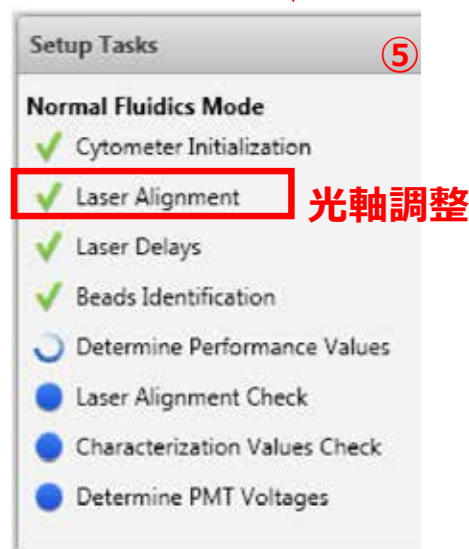 Setup Tasks
⑤
Normal Fluidics Mode
Cytometer Initialization
Laser Alignment
光軸調整
Laser Delays
Beads Identification
Determine Performance Values
Laser Alignment Check
Characterization Values Check
Determine PMT Voltages